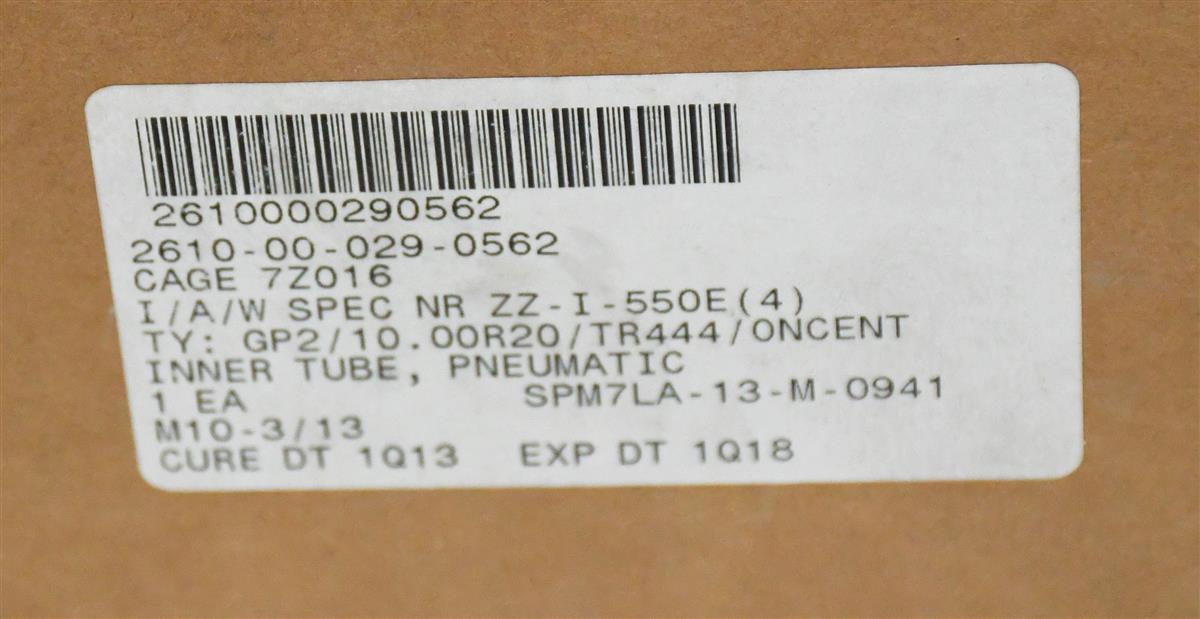 2610000290562
2610-00-029-0562
CAGE 7Z016
I/A/W SPEC NR ZZ-I-550E(4)
TY: GP2/10.00R20/TR444/ONCENT
INNER TUBE, PNEUMATIC
1 EA SPM7LA-13-M-0941
M10-3/13
CURE DT 1Q13 EXP DT 1Q18